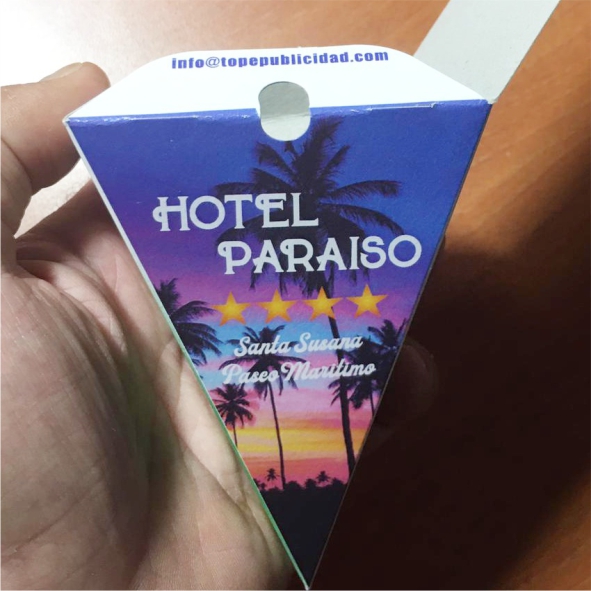 info@topepublicidad.com
HOTEL
PARAISO
Santa Susana
Paseo Maritimo